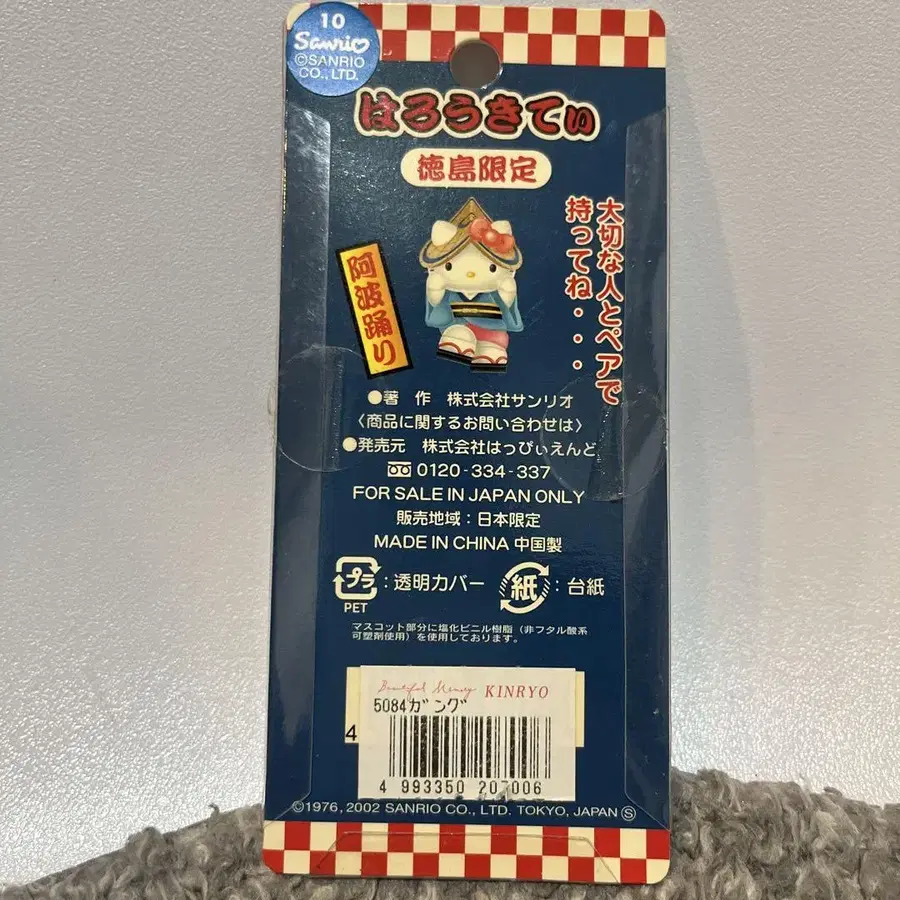 10
Sanrio
©SANRIO
CO., LTD.
はろうきてぃ
徳島限定
大切な人とペアで
持ってね・・・
阿波踊り
●著 作 株式会社サンリオ
〈商品に関するお問い合わせは〉
●発売元 株式会社はっぴぃえんど
0120-334-337
FOR SALE IN JAPAN ONLY
販売地域：日本限定
MADE IN CHINA 中国製
プラ：透明カバー
PET
紙：台紙
マスコット部分に塩化ビニル樹脂（非フタル酸系
可塑剤使用）を使用しております。
Beautiful Memory KINRYO
5084ガング
4
4 993350 207006
©1976, 2002 SANRIO CO., LTD. TOKYO, JAPAN Ⓢ